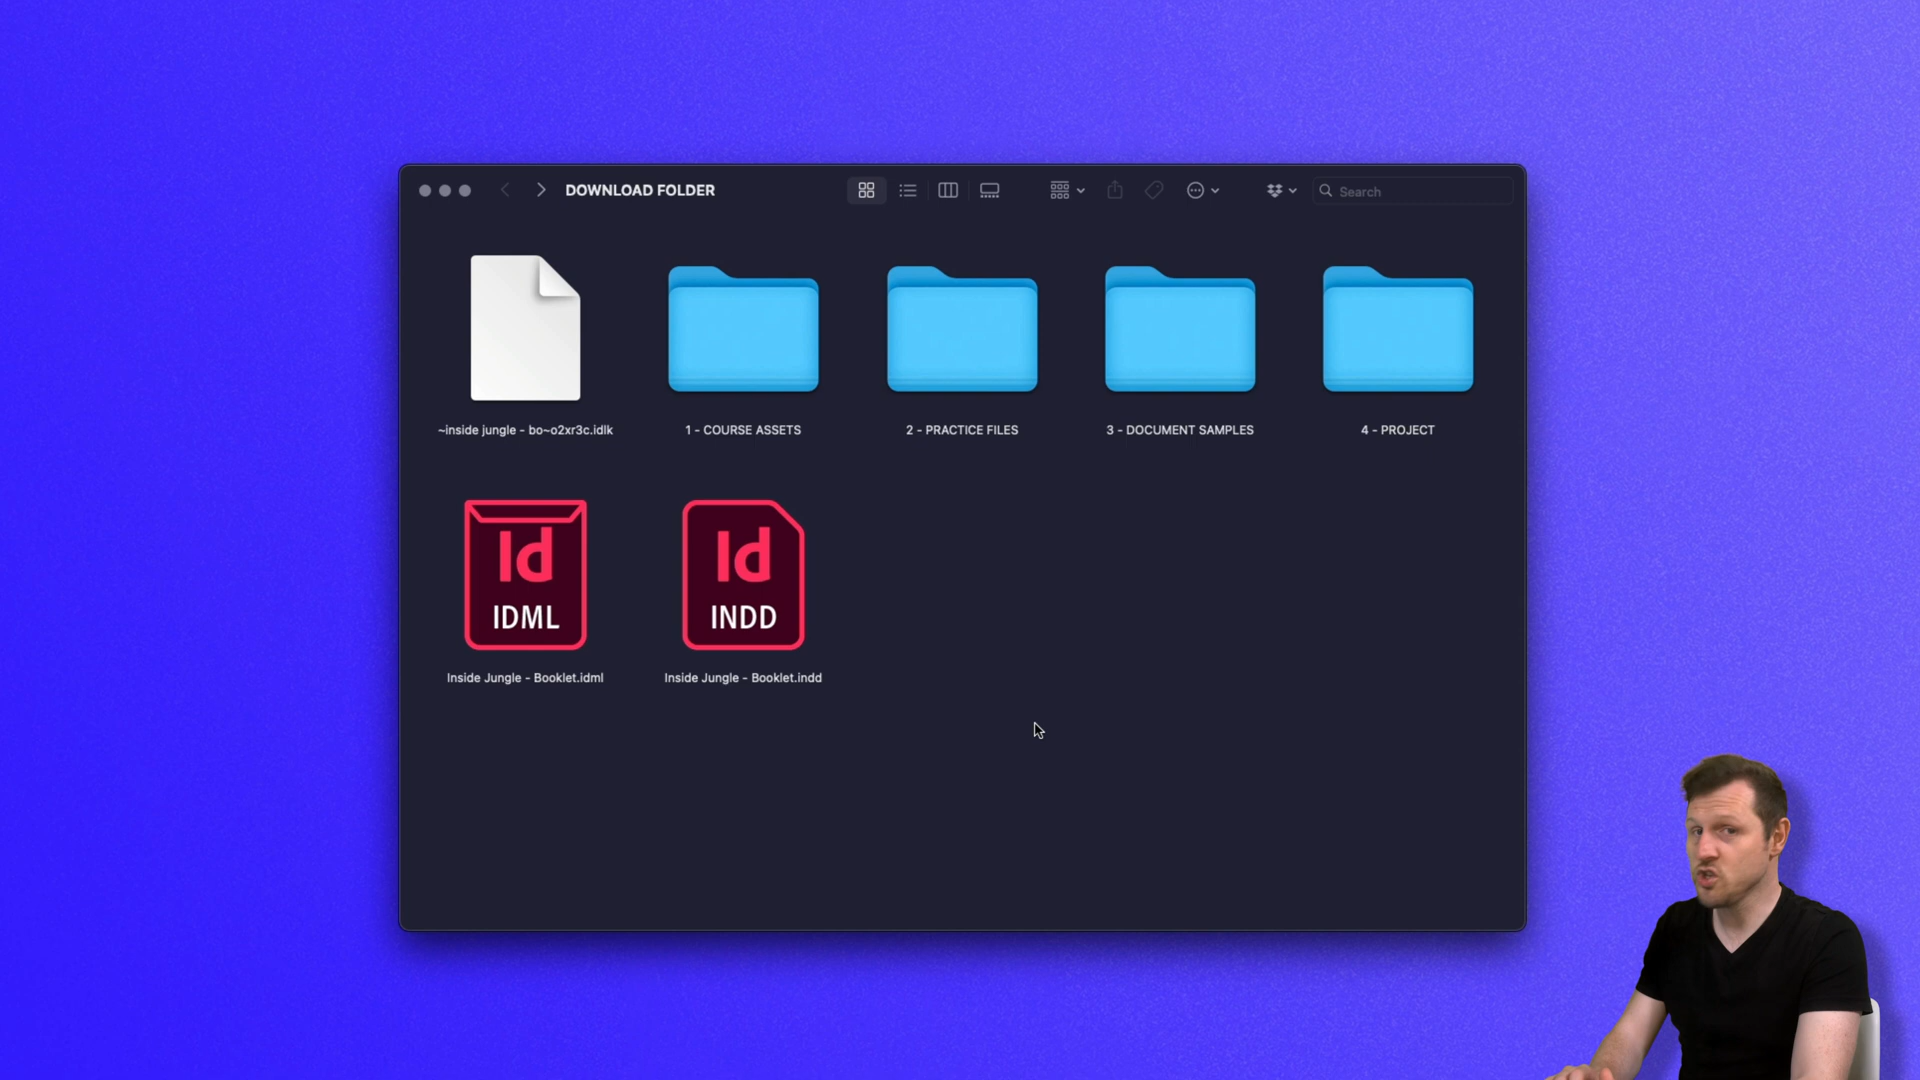 DOWNLOAD FOLDER
Search
~inside jungle - bo~o2xr3c.idlk
1 - COURSE ASSETS
2 - PRACTICE FILES
3 - DOCUMENT SAMPLES
4 - PROJECT
Id
IDML
Id
INDD
Inside Jungle - Booklet.idml
Inside Jungle - Booklet.indd